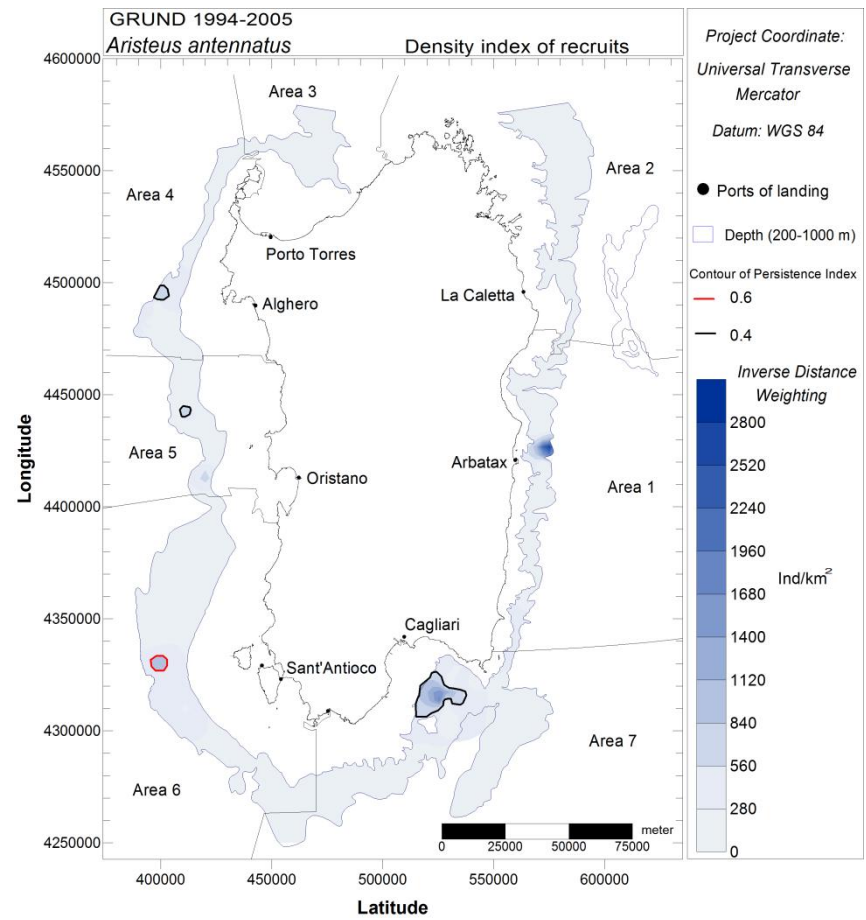 GRUND 1994-2005
Aristeus antennatus
Density index of recruits
4600000
4550000
4500000
4450000
4400000
4350000
4300000
4250000
Longitude
400000
450000
500000
550000
600000
Latitude
Area 3
Area 2
Area 4
Porto Torres
Alghero
La Caletta
Area 5
Oristano
Arbatax
Area 1
Cagliari
Sant'Antioco
Area 6
Area 7
meter
0
25000
50000
75000
Project Coordinate:
Universal Transverse
Mercator
Datum: WGS 84
Ports of landing
Depth (200-1000 m)
Contour of Persistence Index
0.6
0.4
Inverse Distance
Weighting
2800
2520
2240
1960
1680
1400
1120
840
560
280
0
Ind/km²